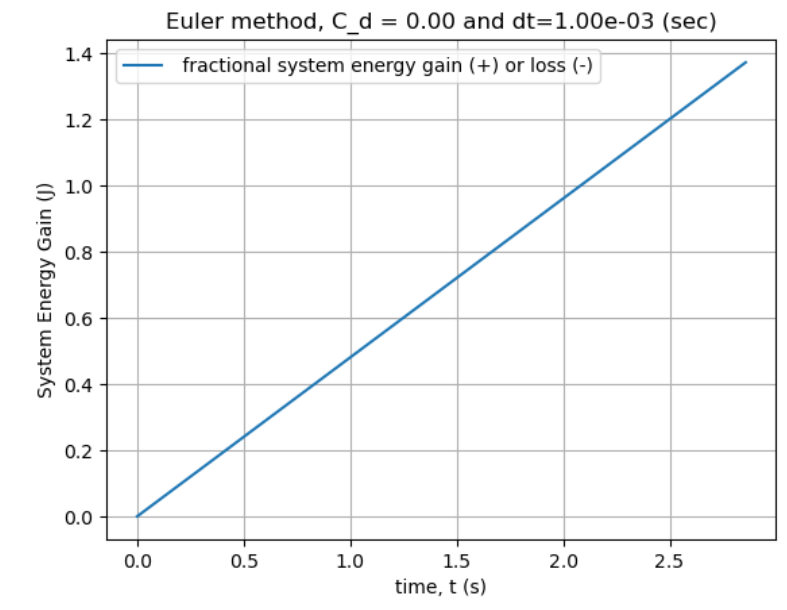 Euler method, C_d = 0.00 and dt=1.00e-03 (sec)
fractional system energy gain (+) or loss (-)
System Energy Gain (J)
1.4
1.2
1.0
0.8
0.6
0.4
0.2
0.0
0.0 0.5 1.0 1.5 2.0 2.5
time, t (s)